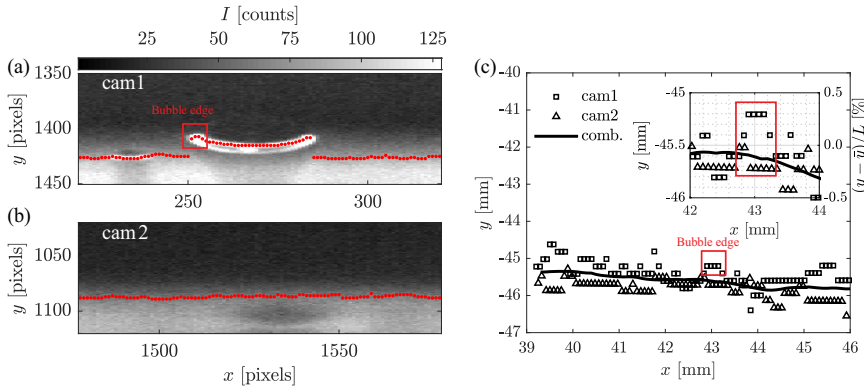 I [counts]
25 50 75 100 125
(a)
cam1
Bubble edge
1350
1400
1450
y [pixels]
250 300
(b)
cam2
1050
1100
y [pixels]
1500 1550
x [pixels]
(c)
-40
-41
-42
-43
-44
-45
-46
-47
y [mm]
cam1
cam2
comb.
-45
-45.5
-46
y [mm]
0.5
0.0
-0.5
42 43 44
x [mm]
Bubble edge
39 40 41 42 43 44 45 46
x [mm]